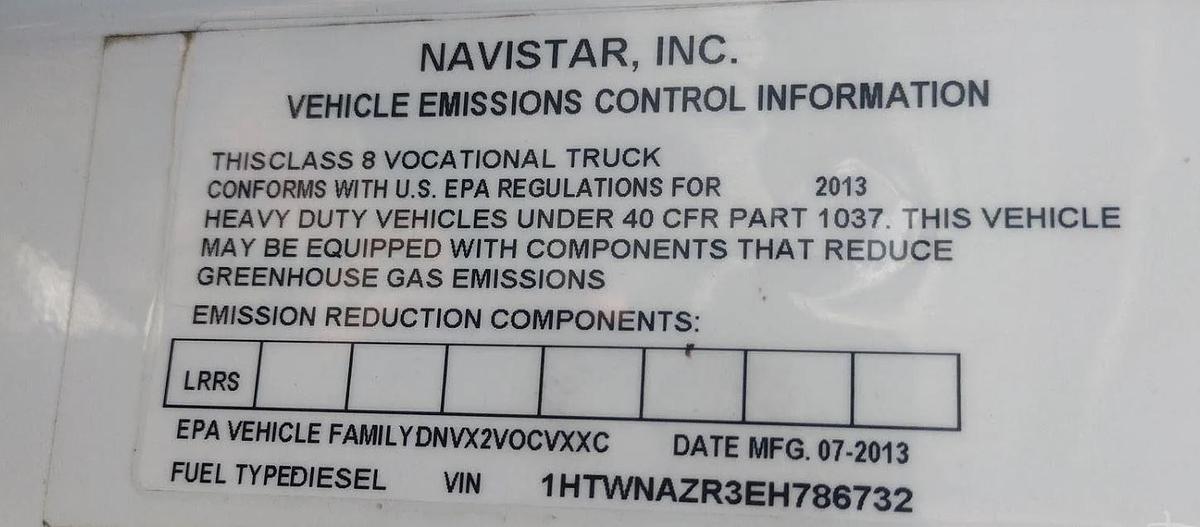 NAVISTAR, INC.
VEHICLE EMISSIONS CONTROL INFORMATION
THISCLASS 8 VOCATIONAL TRUCK
CONFORMS WITH U.S. EPA REGULATIONS FOR 2013
HEAVY DUTY VEHICLES UNDER 40 CFR PART 1037. THIS VEHICLE
MAY BE EQUIPPED WITH COMPONENTS THAT REDUCE
GREENHOUSE GAS EMISSIONS
EMISSION REDUCTION COMPONENTS:
LRRS
EPA VEHICLE FAMILYDNVX2VOCVXXC DATE MFG. 07-2013
FUEL TYPEDIESEL VIN 1HTWNAZR3EH786732